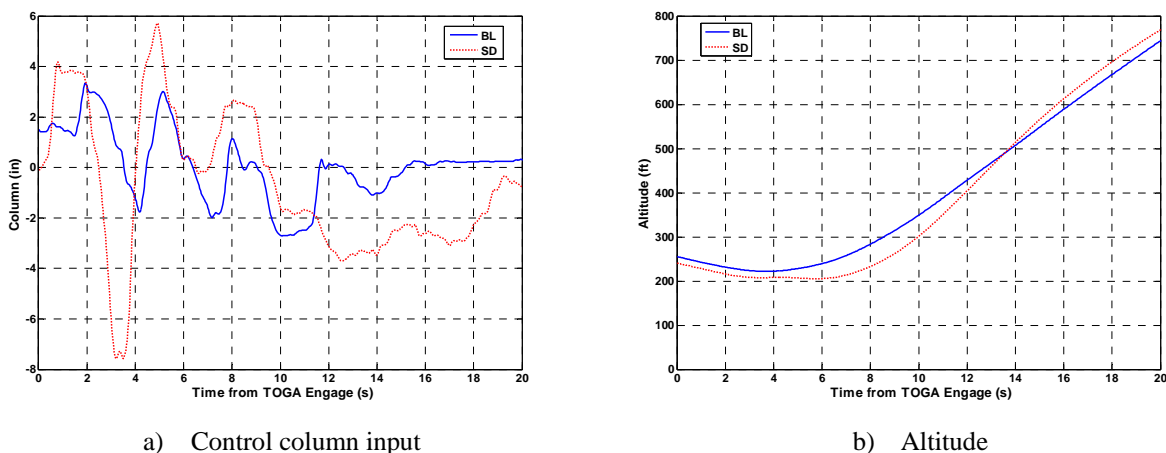 6
4
2
0
-2
-4
-6
-8
Column (in)
0 2 4 6 8 10 12 14 16 18 20
Time from TOGA Engage (s)
BL
SD
a) Control column input
800
700
600
500
400
300
200
100
0
Altitude (ft)
0 2 4 6 8 10 12 14 16 18 20
Time from TOGA Engage (s)
BL
SD
b) Altitude